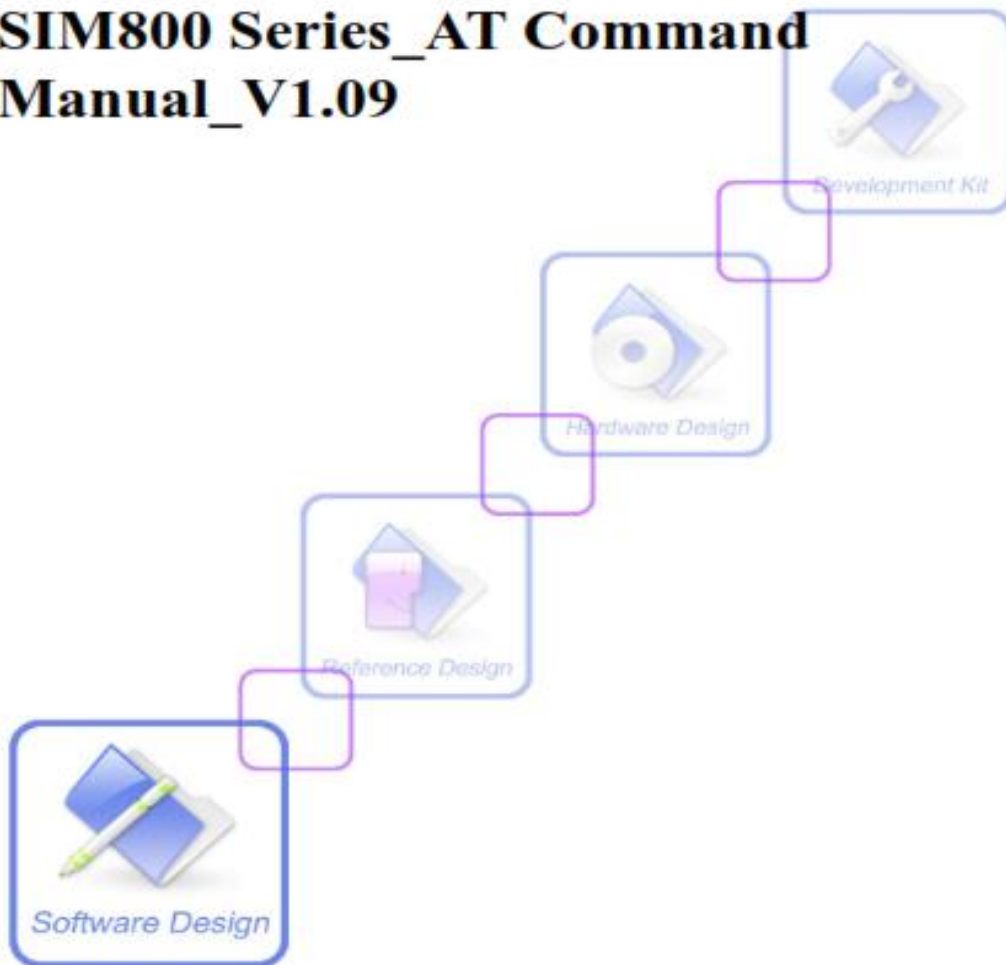 SIM800 Series_AT Command
Manual_V1.09
Development Kit
Hardware Design
Reference Design
Software Design